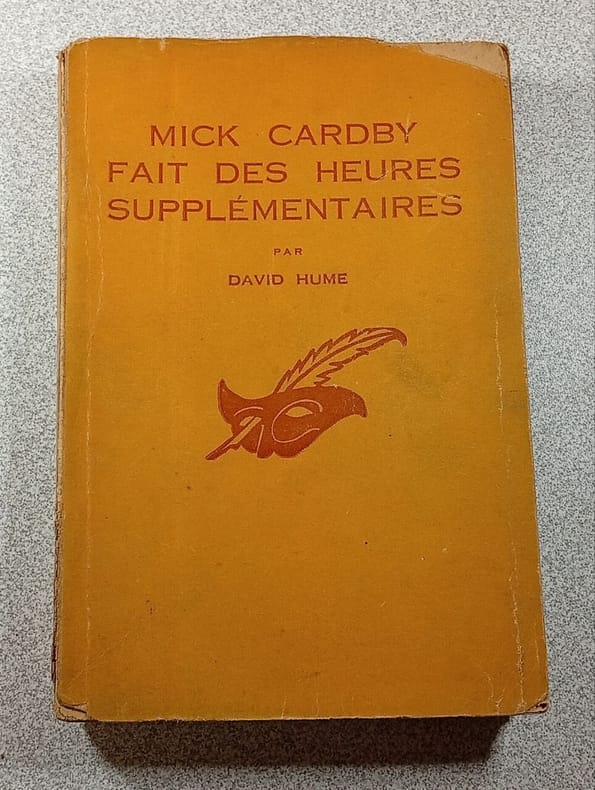 MICK CARDBY
FAIT DES HEURES
SUPPLÉMENTAIRES
PAR
DAVID HUME